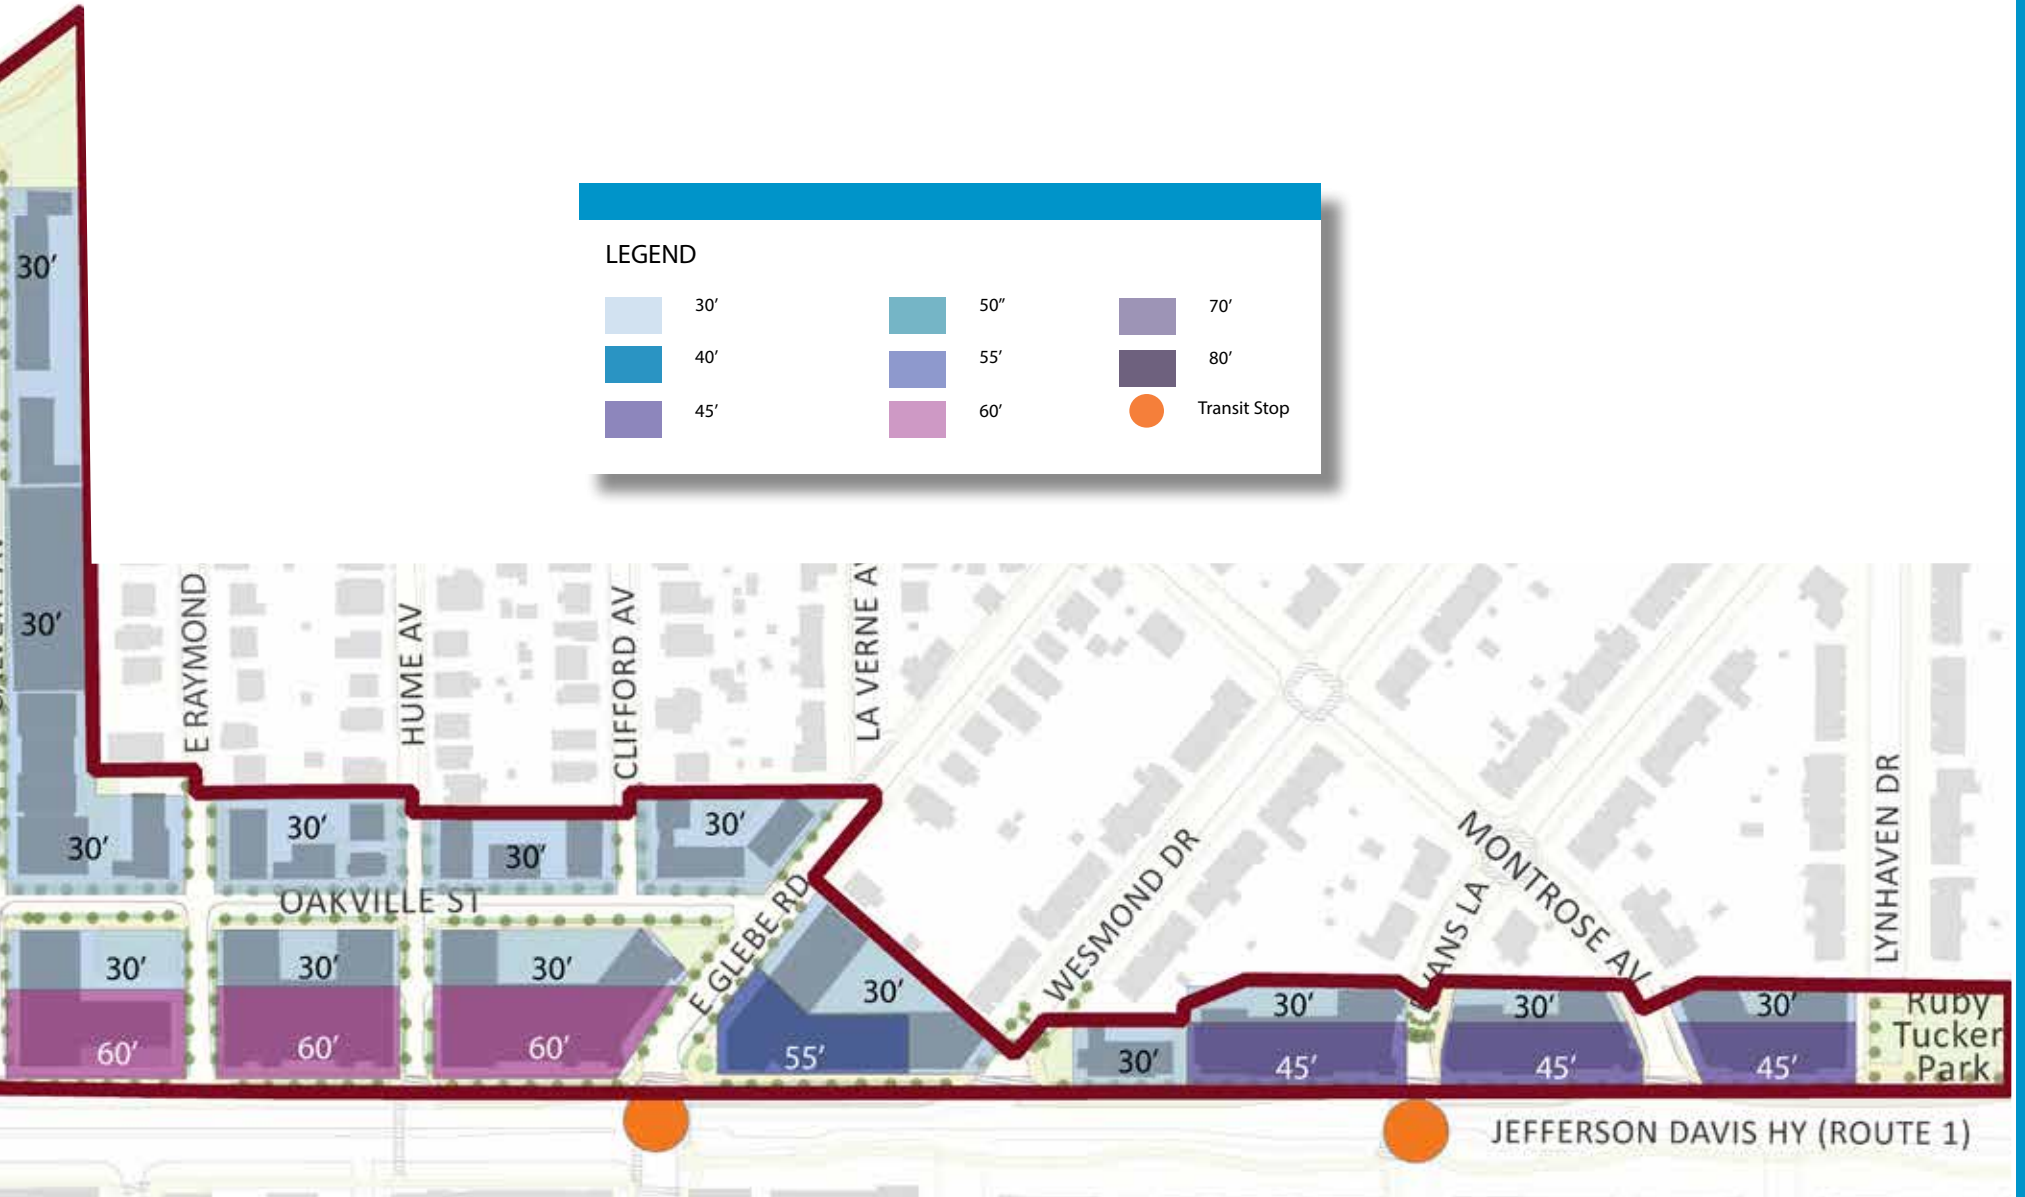 LEGEND
30'
40'
45'
50"
55'
60'
70'
80'
Transit Stop
30'
30'
E RAYMOND
HUME AV
CLIFFORD AV
LA VERNE
30'
30'
30'
30'
OAKVILLE ST
E GLEBE RD
WESMOND DR
MONTROSE AV
LYNHAVEN DR
30'
30'
30'
30'
60'
60'
60'
55'
30'
30'
30'
30'
45'
45'
45'
Ruby
Tucker
Park
JEFFERSON DAVIS HY (ROUTE 1)